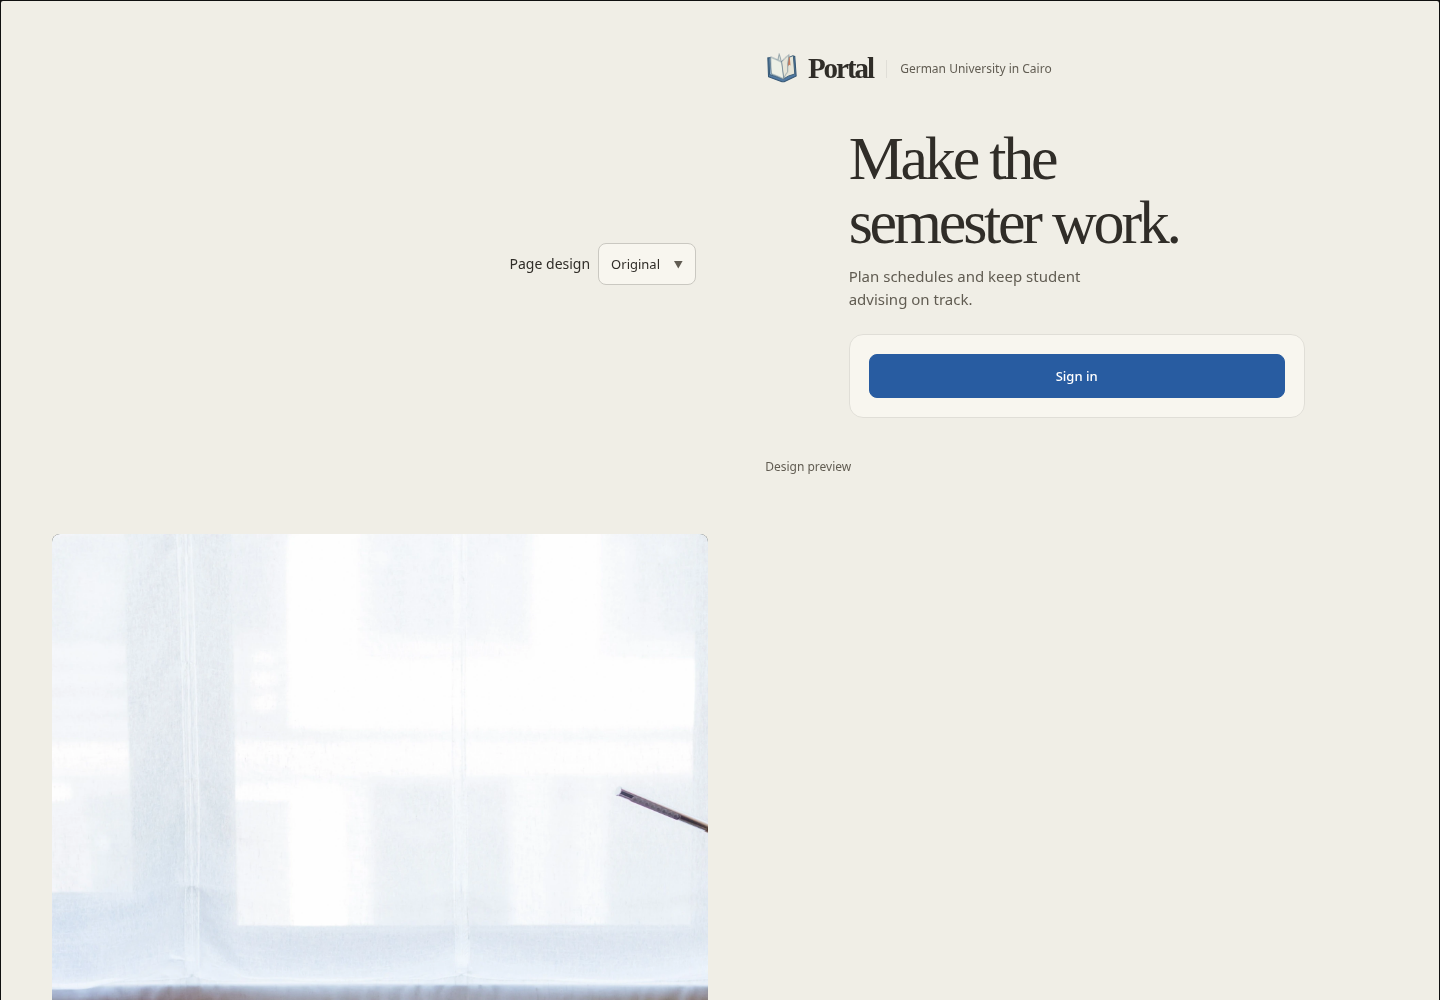 Portal
German University in Cairo
Make the
semester work.
Page design
Original
Plan schedules and keep student
advising on track.
Sign in
Design preview